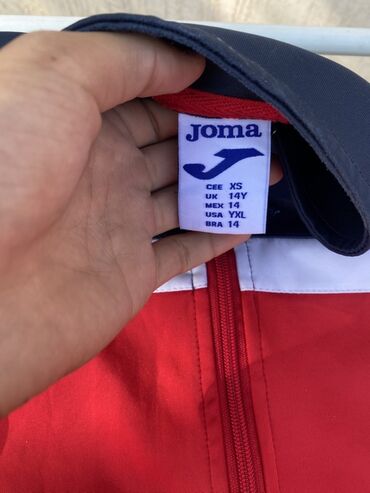 Joma
CEE XS
UK 14Y
MEX 14
USA YXL
BRA 14